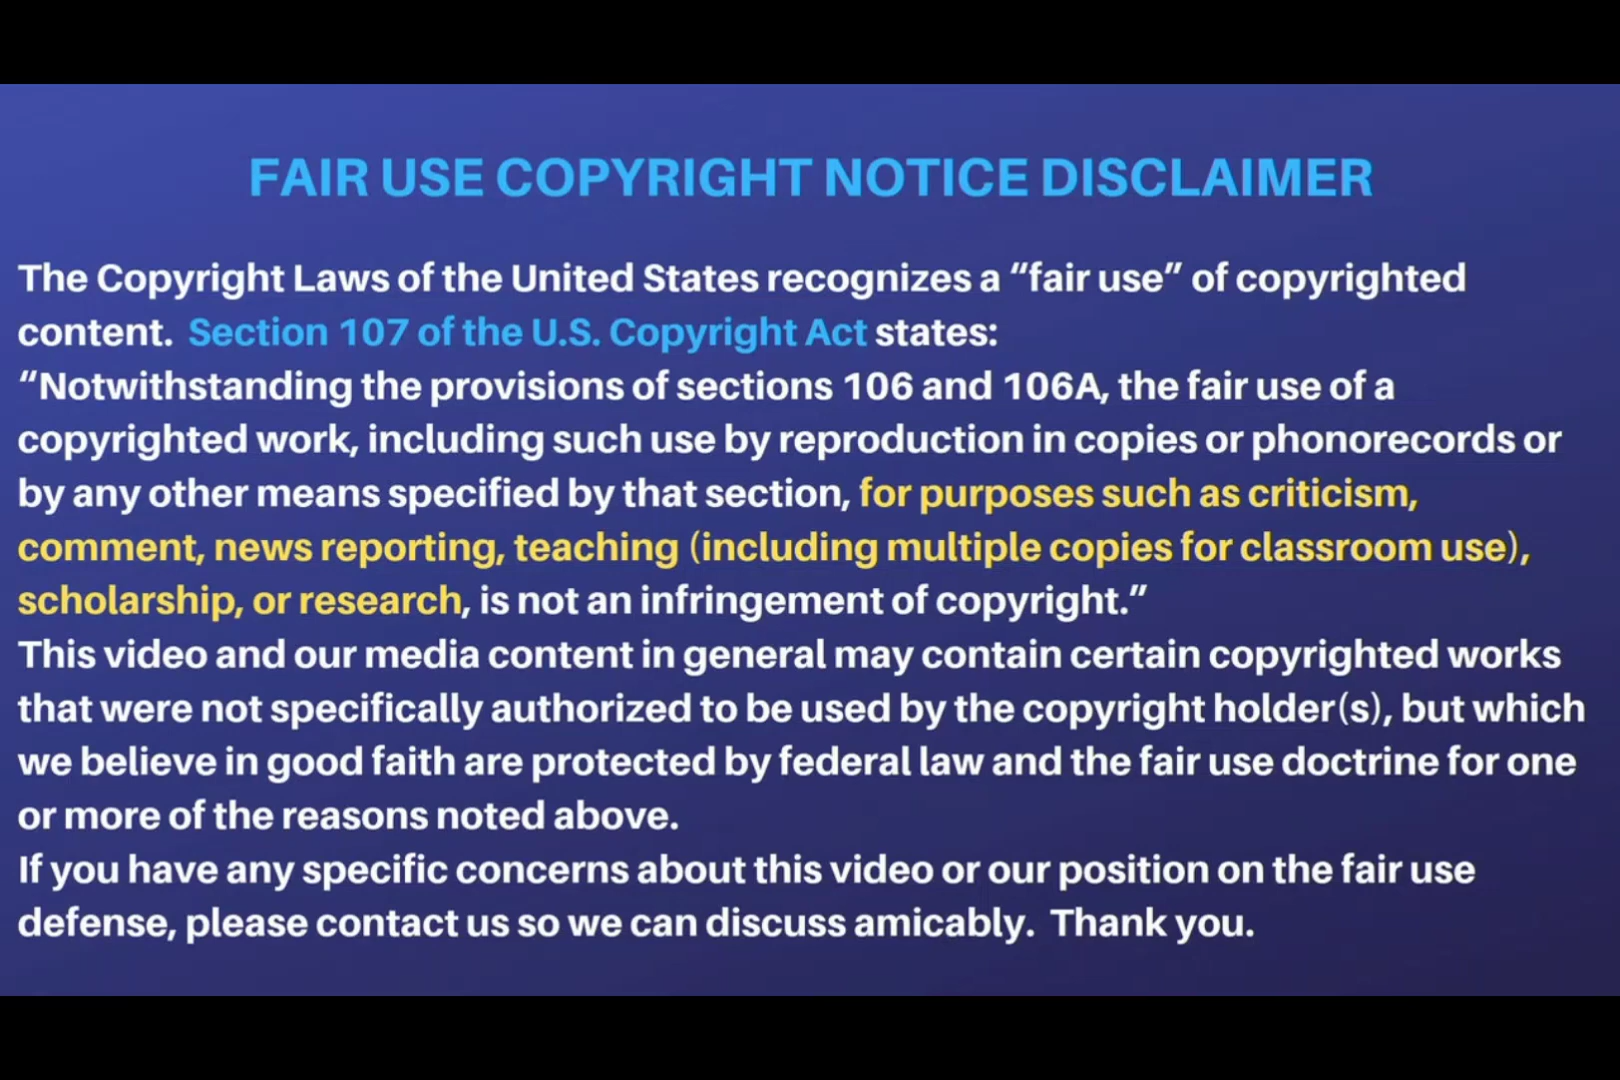 FAIR USE COPYRIGHT NOTICE DISCLAIMER
The Copyright Laws of the United States recognizes a “fair use” of copyrighted
content.  Section 107 of the U.S. Copyright Act states:
“Notwithstanding the provisions of sections 106 and 106A, the fair use of a
copyrighted work, including such use by reproduction in copies or phonorecords or
by any other means specified by that section, for purposes such as criticism,
comment, news reporting, teaching (including multiple copies for classroom use),
scholarship, or research, is not an infringement of copyright.”
This video and our media content in general may contain certain copyrighted works
that were not specifically authorized to be used by the copyright holder(s), but which
we believe in good faith are protected by federal law and the fair use doctrine for one
or more of the reasons noted above.
If you have any specific concerns about this video or our position on the fair use
defense, please contact us so we can discuss amicably.  Thank you.